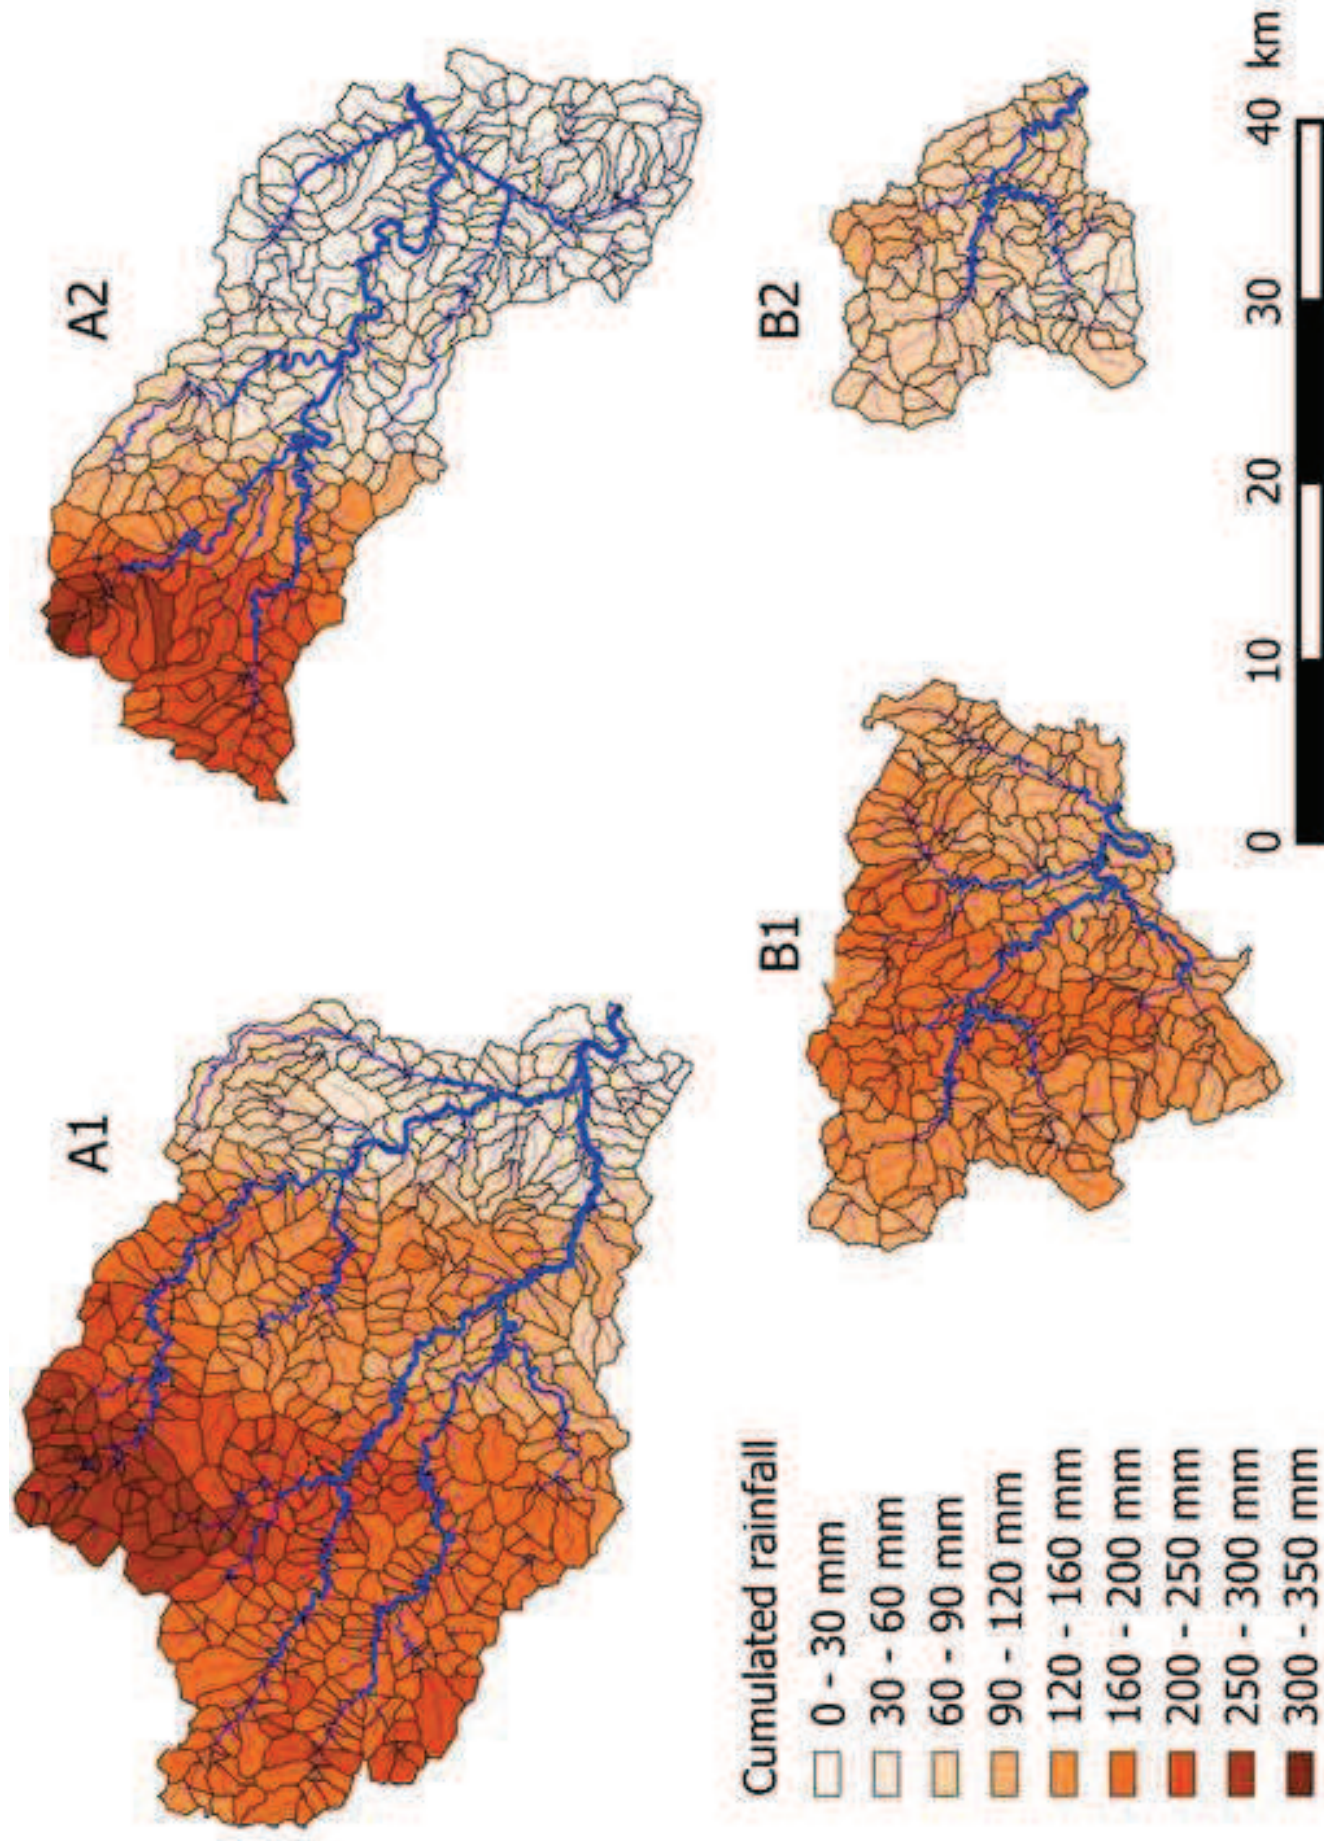 A1
A2
B1
B2
Cumulated rainfall
0 - 30 mm
30 - 60 mm
60 - 90 mm
90 - 120 mm
120 - 160 mm
160 - 200 mm
200 - 250 mm
250 - 300 mm
300 - 350 mm
0 10 20 30 40 km